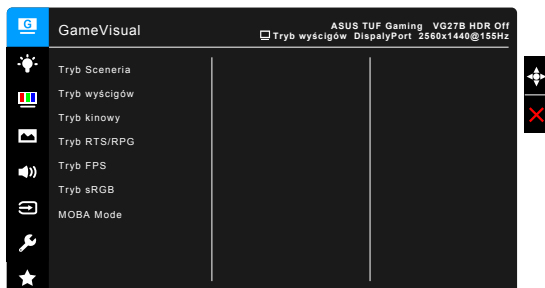 G
GameVisual
ASUS TUF Gaming VG27B HDR Off
Tryb wyścigów DispalyPort 2560x1440@155Hz
Tryb Sceneria
Tryb wyścigów
Tryb kinowy
Tryb RTS/RPG
Tryb FPS
Tryb sRGB
MOBA Mode